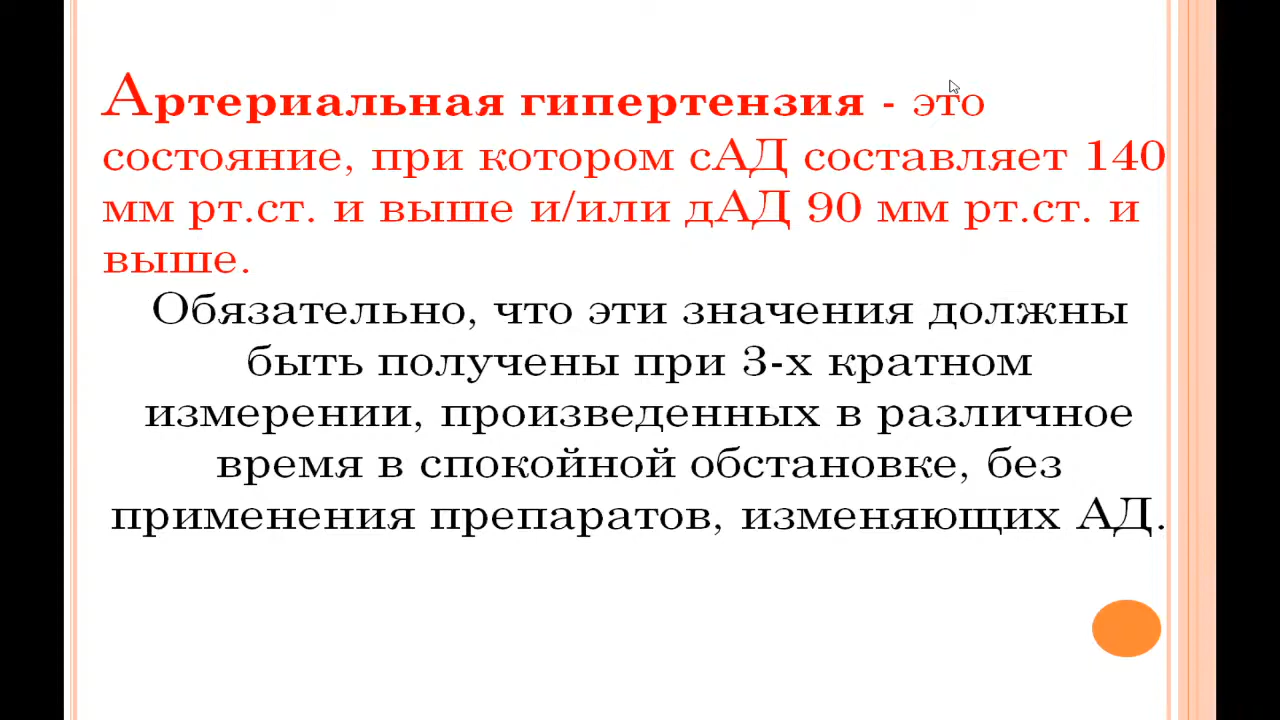 Артериальная гипертензия - это
состояние, при котором сАД составляет 140
мм рт.ст. и выше и/или дАД 90 мм рт.ст. и
выше.
Обязательно, что эти значения должны
быть получены при 3-х кратном
измерении, произведенных в различное
время в спокойной обстановке, без
применения препаратов, изменяющих АД.